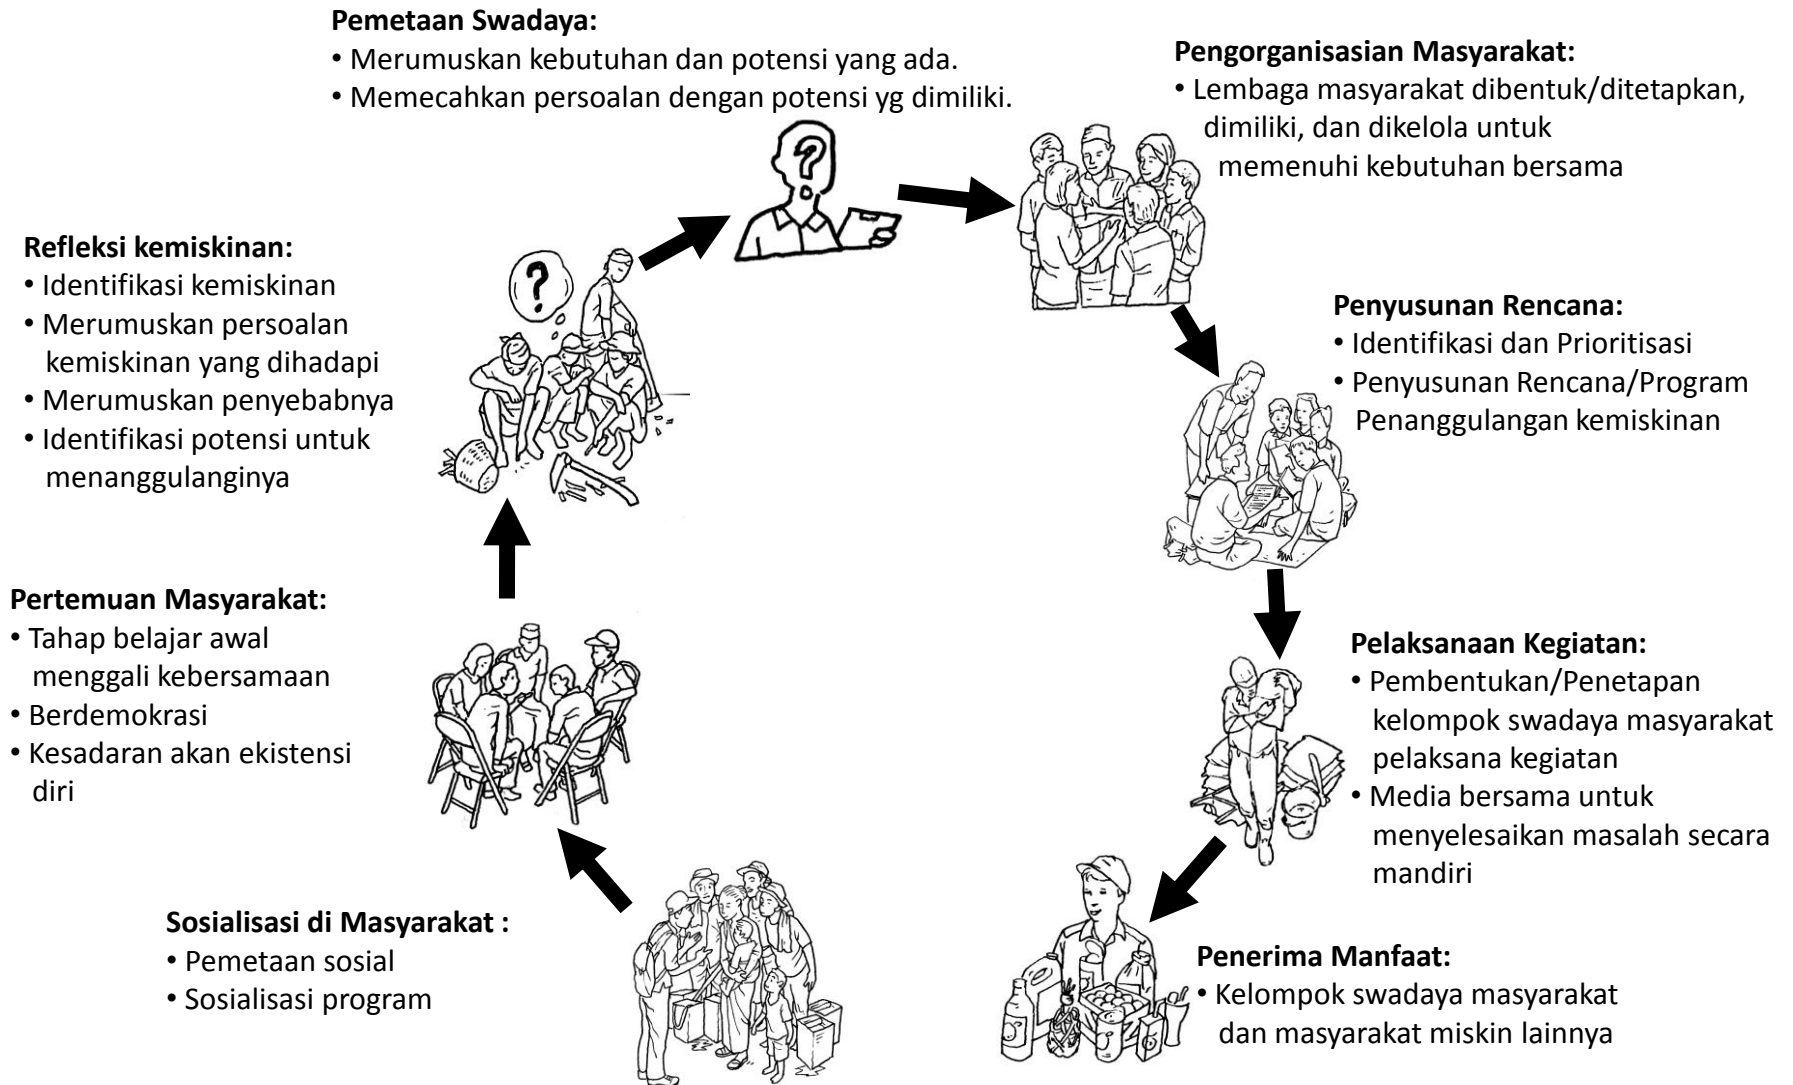 Pemetaan Swadaya:
• Merumuskan kebutuhan dan potensi yang ada.
• Memecahkan persoalan dengan potensi yg dimiliki.
Pengorganisasian Masyarakat:
• Lembaga masyarakat dibentuk/ditetapkan,
dimiliki, dan dikelola untuk
memenuhi kebutuhan bersama
Refleksi kemiskinan:
• Identifikasi kemiskinan
• Merumuskan persoalan
kemiskinan yang dihadapi
• Merumuskan penyebabnya
• Identifikasi potensi untuk
menanggulanginya
?
?
Penyusunan Rencana:
• Identifikasi dan Prioritisasi
• Penyusunan Rencana/Program
Penanggulangan kemiskinan
Pertemuan Masyarakat:
• Tahap belajar awal
menggali kebersamaan
• Berdemokrasi
• Kesadaran akan ekistensi
diri
Pelaksanaan Kegiatan:
• Pembentukan/Penetapan
kelompok swadaya masyarakat
pelaksana kegiatan
• Media bersama untuk
menyelesaikan masalah secara
mandiri
Sosialisasi di Masyarakat :
• Pemetaan sosial
• Sosialisasi program
Penerima Manfaat:
• Kelompok swadaya masyarakat
dan masyarakat miskin lainnya